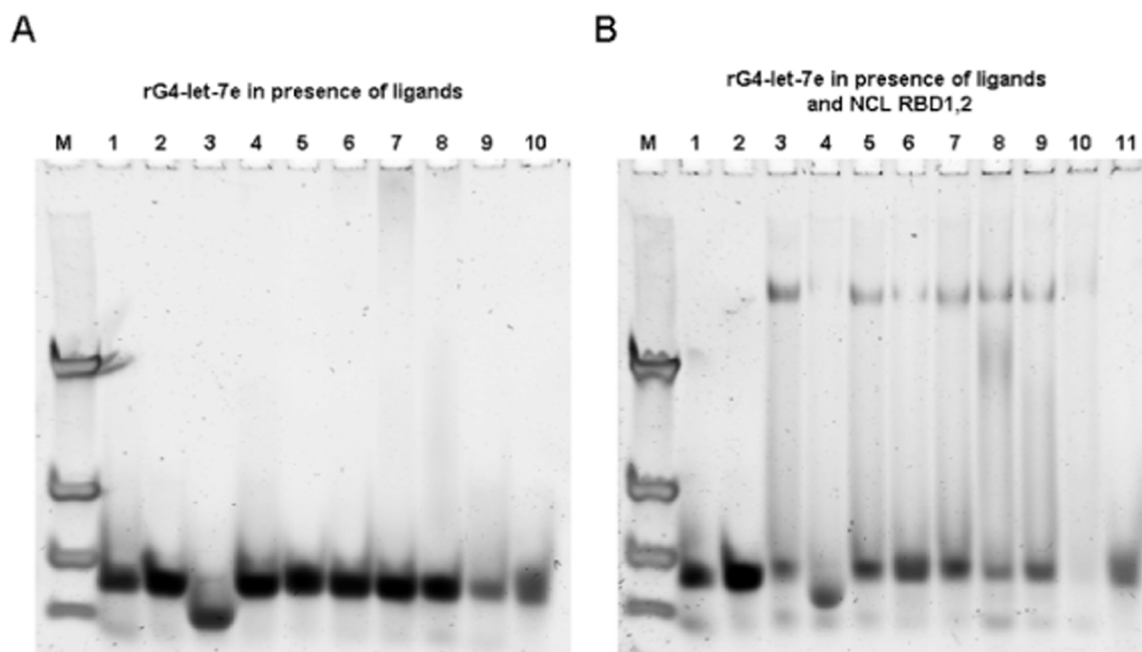 A
rG4-let-7e in presence of ligands
M 1 2 3 4 5 6 7 8 9 10
B
rG4-let-7e in presence of ligands
and NCL RBD1,2
M 1 2 3 4 5 6 7 8 9 10 11